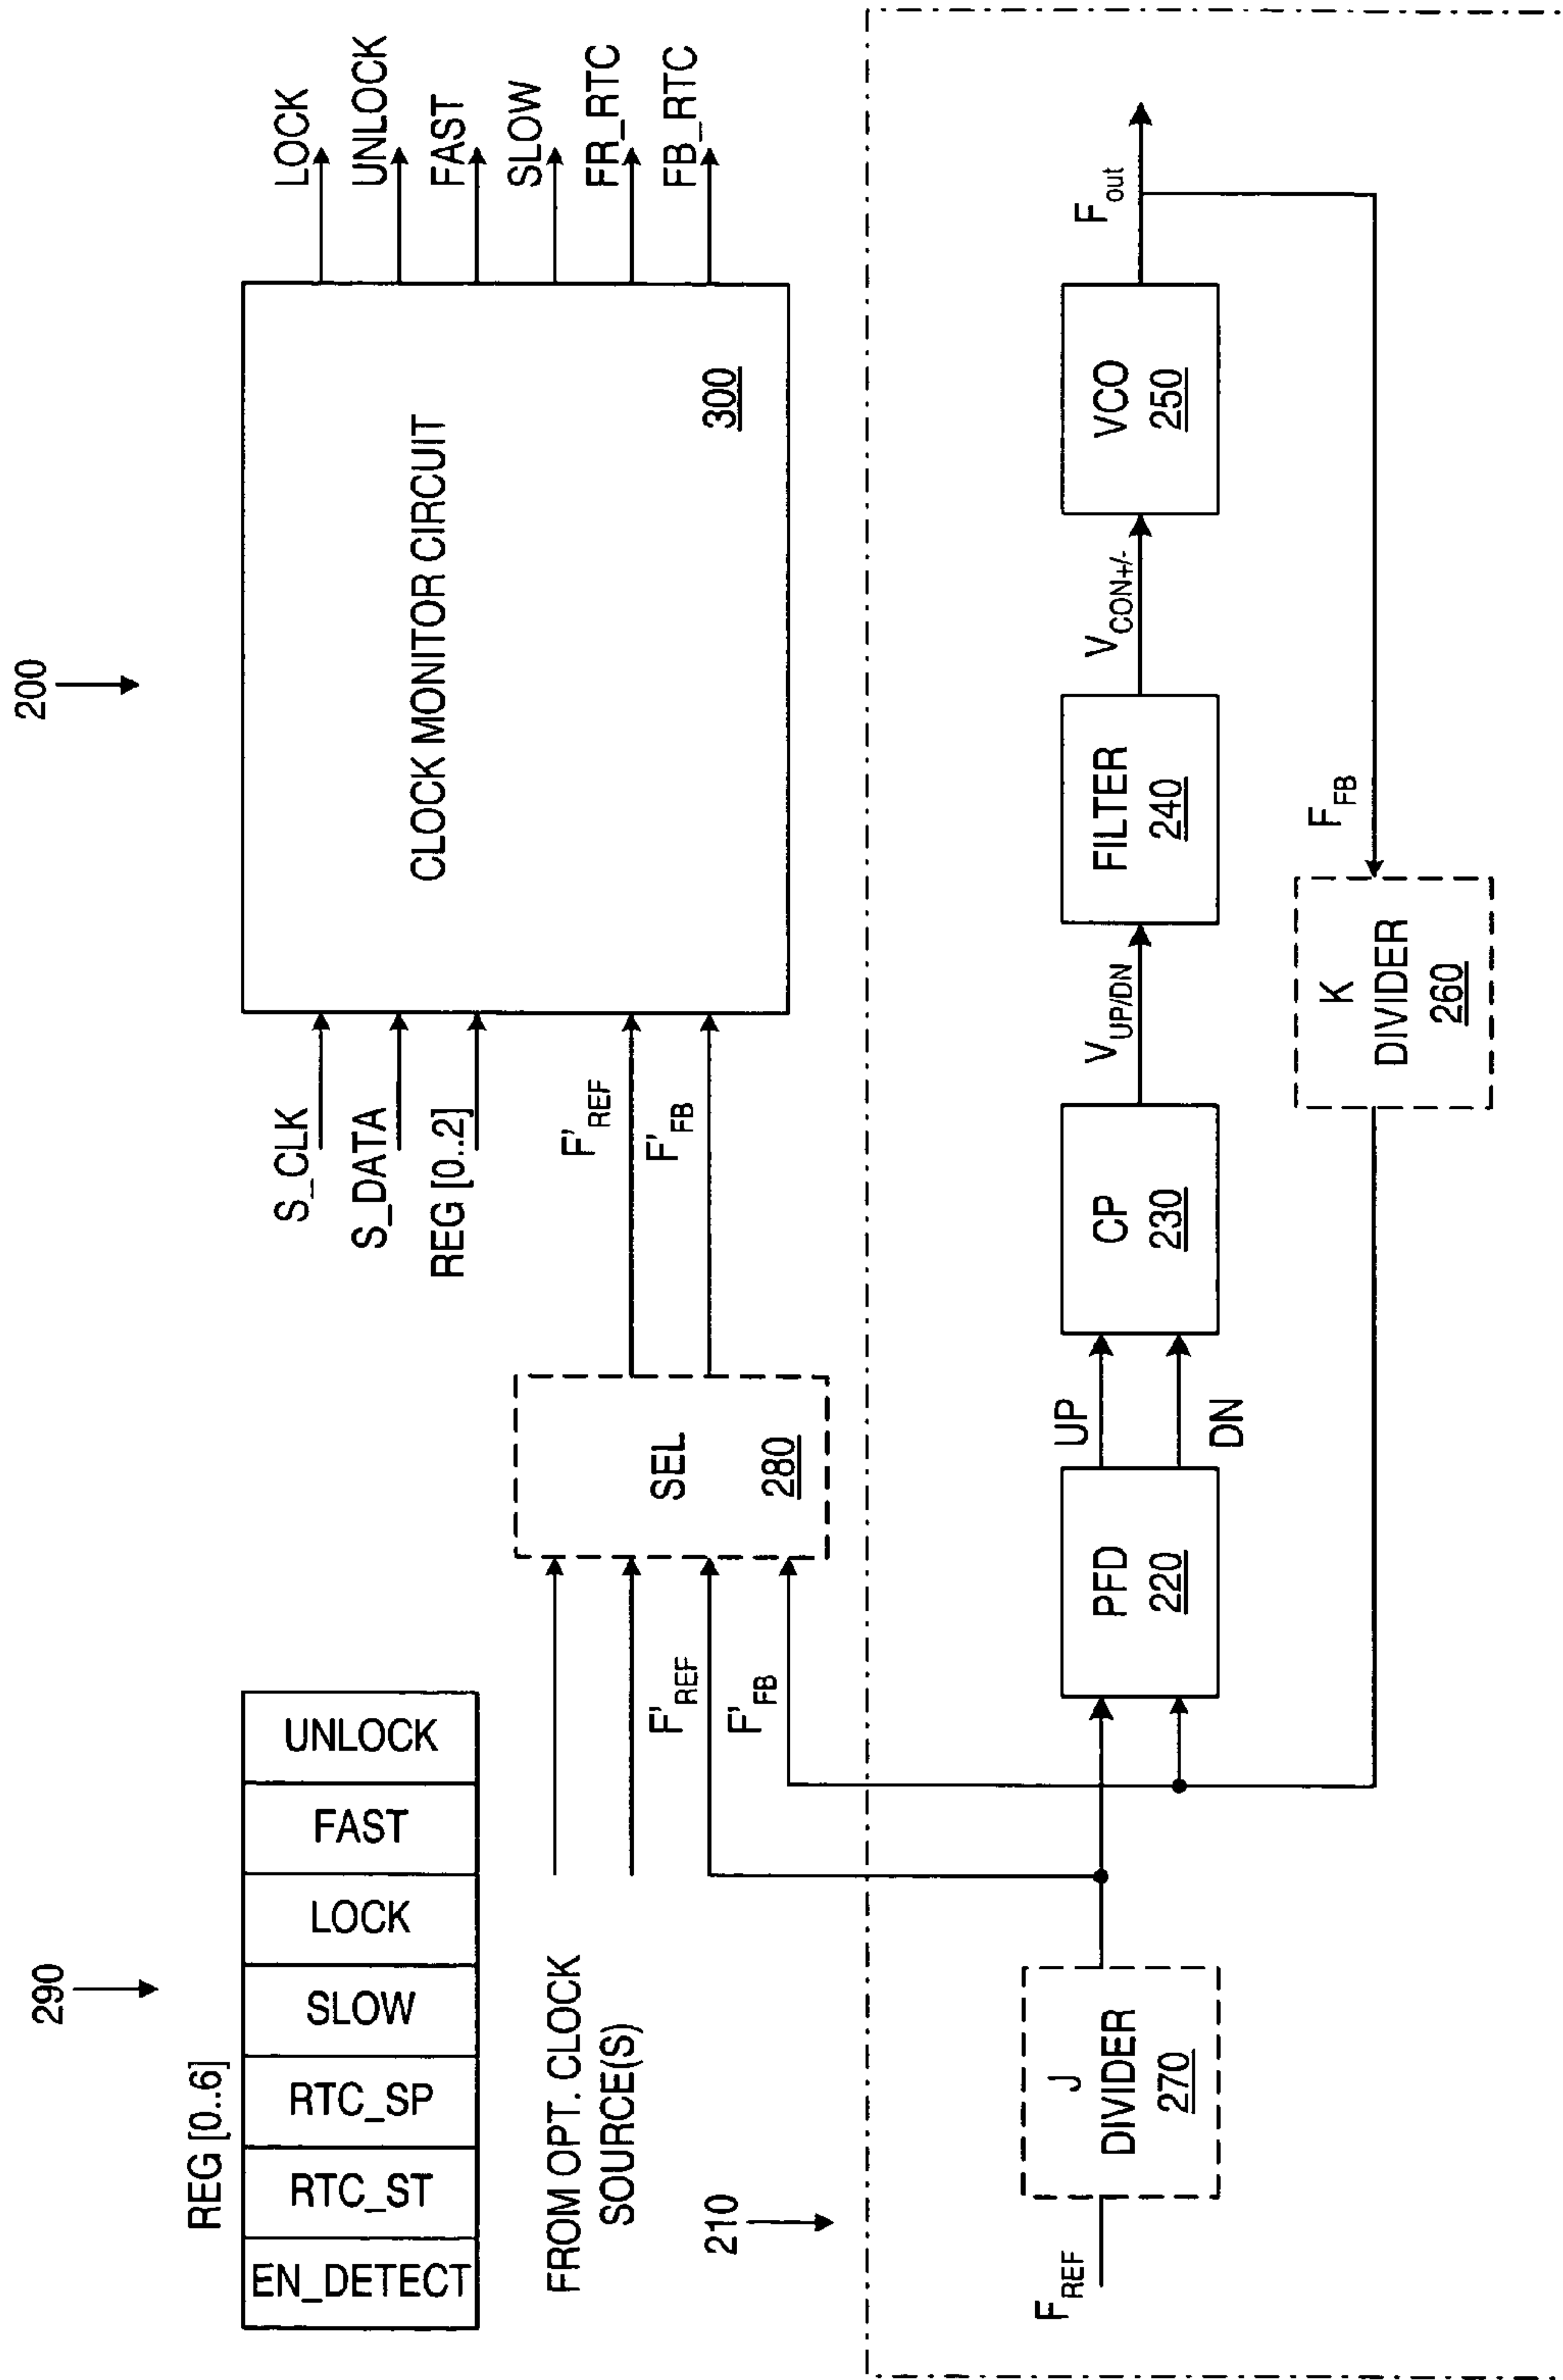 200
290
REG [0..6]
EN_DETECT
RTC_ST
RTC_SP
SLOW
LOCK
FAST
UNLOCK
S_CLK
S_DATA
REG [0..2]
CLOCK MONITOR CIRCUIT
300
LOCK
UNLOCK
FAST
SLOW
FR_RTC
FB_RTC
FROM OPT. CLOCK
SOURCE(S)
F'REF
F'FB
SEL
280
F'REF
F'FB
210
FREF
J
DIVIDER
270
PFD
220
UP
DN
CP
230
VUP/DN
FILTER
240
VCON+/-
VCO
250
Fout
FFB
K
DIVIDER
260